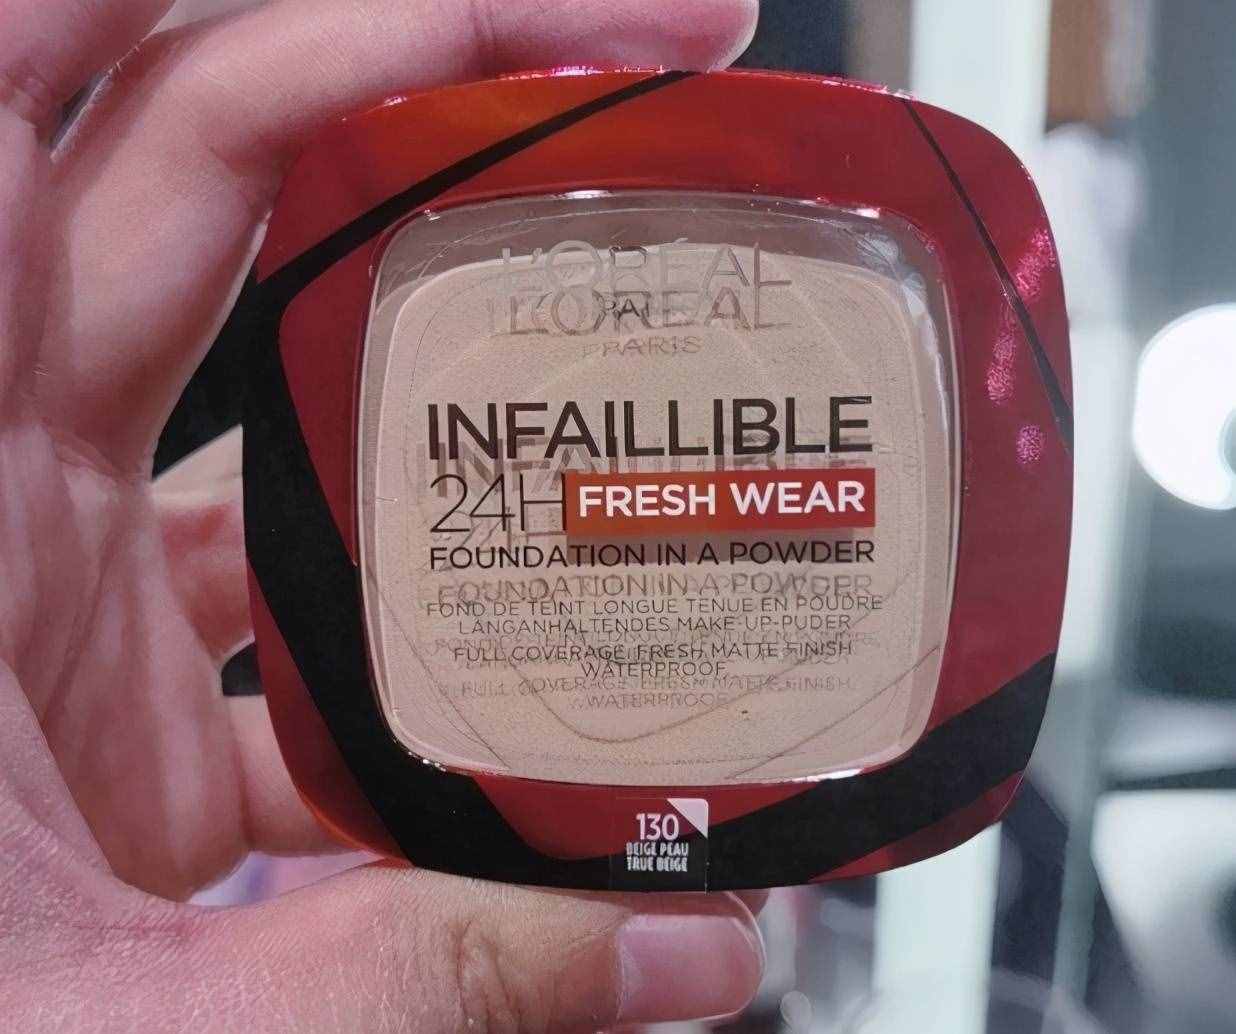 L'ORÉAL
PARIS
INFAILLIBLE
24H FRESH WEAR
FOUNDATION IN A POWDER
FOND DE TEINT LONGUE TENUE EN POUDRE
LANGANHALTENDES MAKE-UP-PUDER
FULL COVERAGE, FRESH MATTE FINISH
WATERPROOF
130
BEIGE PEAU
TRUE BEIGE